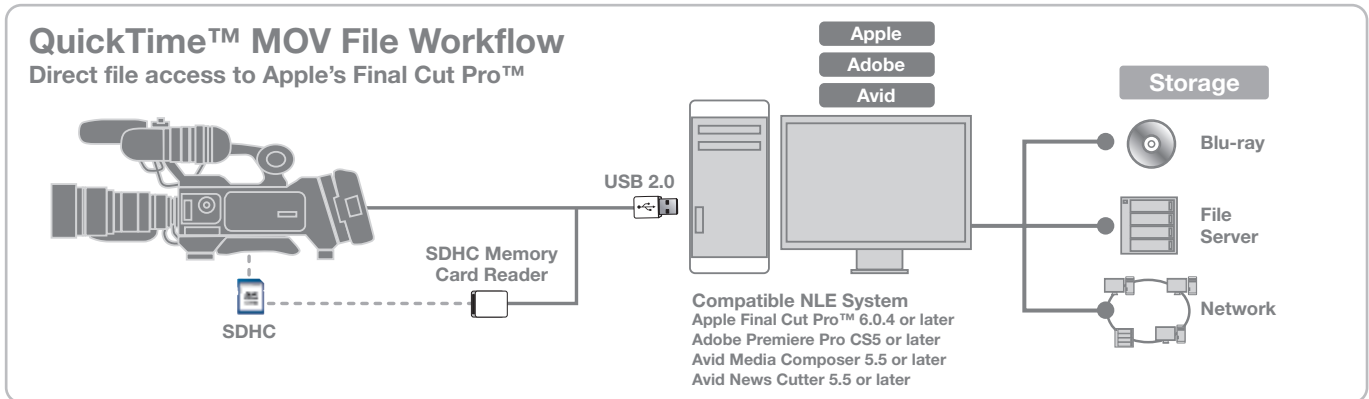 QuickTime™ MOV File Workflow
Direct file access to Apple's Final Cut Pro™
Apple
Adobe
Avid
Storage
USB 2.0
SDHC Memory
Card Reader
SDHC
Blu-ray
File
Server
Network
Compatible NLE System
Apple Final Cut Pro™ 6.0.4 or later
Adobe Premiere Pro CS5 or later
Avid Media Composer 5.5 or later
Avid News Cutter 5.5 or later